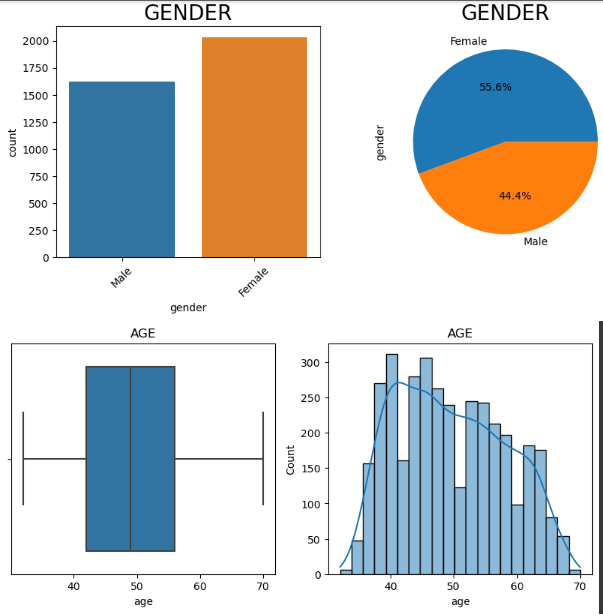 GENDER
2000
1750
1500
1250
1000
750
500
250
0
count
Male
Female
gender
GENDER
Female
55.6%
gender
44.4%
Male
AGE
40
50
60
70
age
AGE
300
250
200
150
100
50
0
Count
40
50
60
70
age